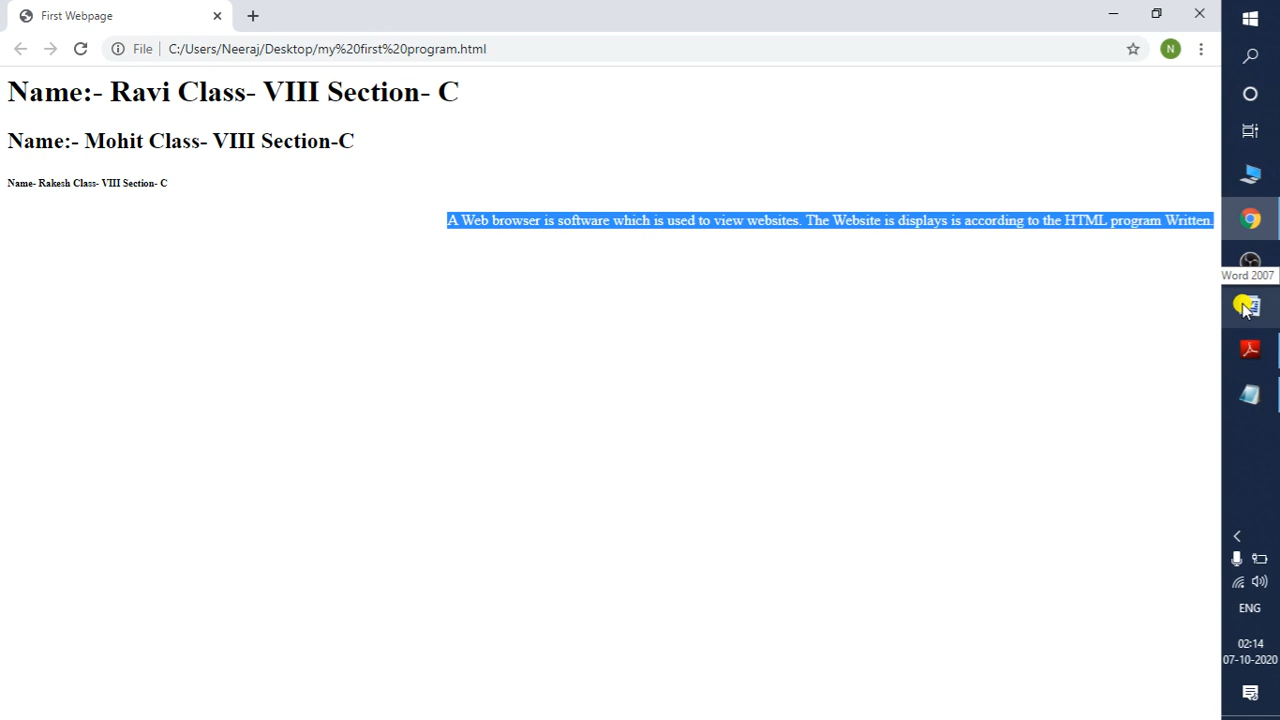 First Webpage
File
C:/Users/Neeraj/Desktop/my%20first%20program.html
N
Name:- Ravi Class- VIII Section- C
Name:- Mohit Class- VIII Section-C
Name- Rakesh Class- VIII Section- C
A Web browser is software which is used to view websites. The Website is displays is according to the HTML program Written.
Word 2007
ENG
02:14
07-10-2020